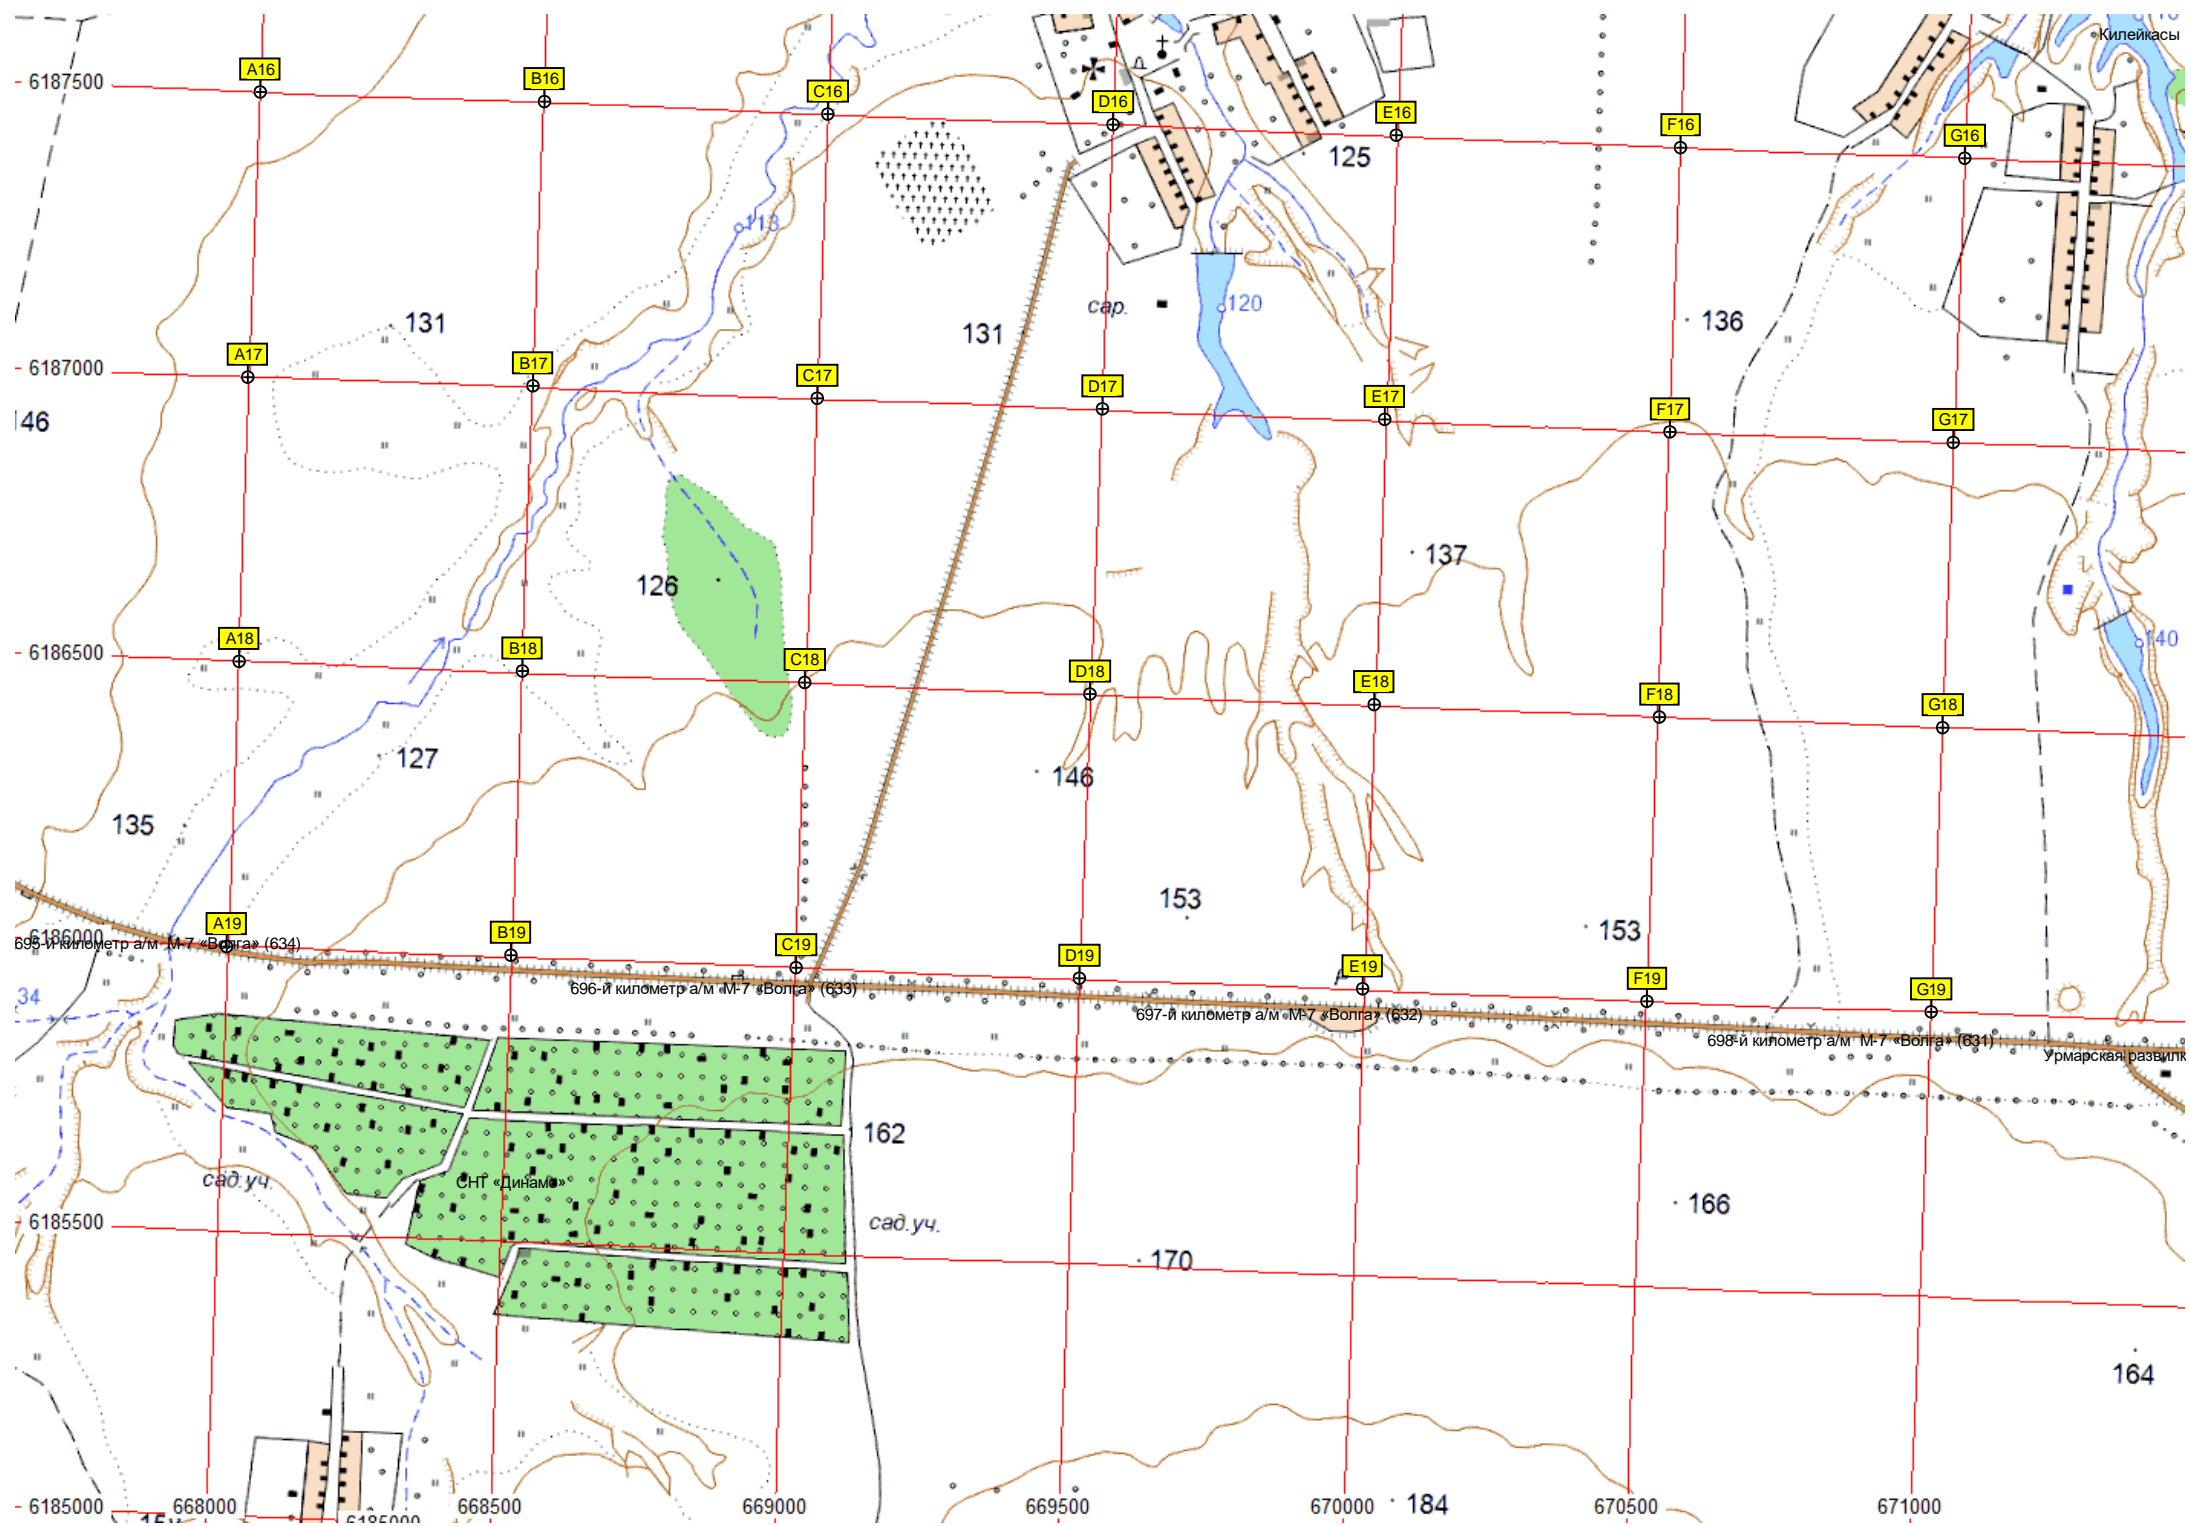 Килейкасы
A16
B16
C16
D16
E16
F16
G16
6187500
125
113
120
сар.
131
131
136
A17
B17
C17
D17
E17
F17
G17
6187000
146
137
126
140
A18
B18
C18
D18
E18
F18
G18
6186500
127
146
135
153
153
A19
B19
C19
D19
E19
F19
G19
6186000
695-й километр а/м М-7 «Волга» (634)
696-й километр а/м М-7 «Волга» (633)
697-й километр а/м М-7 «Волга» (632)
698-й километр а/м М-7 «Волга» (631)
Урмарская развилк
34
162
сад.уч.
СНТ «Динамо»
166
сад.уч.
6185500
170
164
6185000
668000
668500
669000
669500
670000
184
670500
671000
6185000